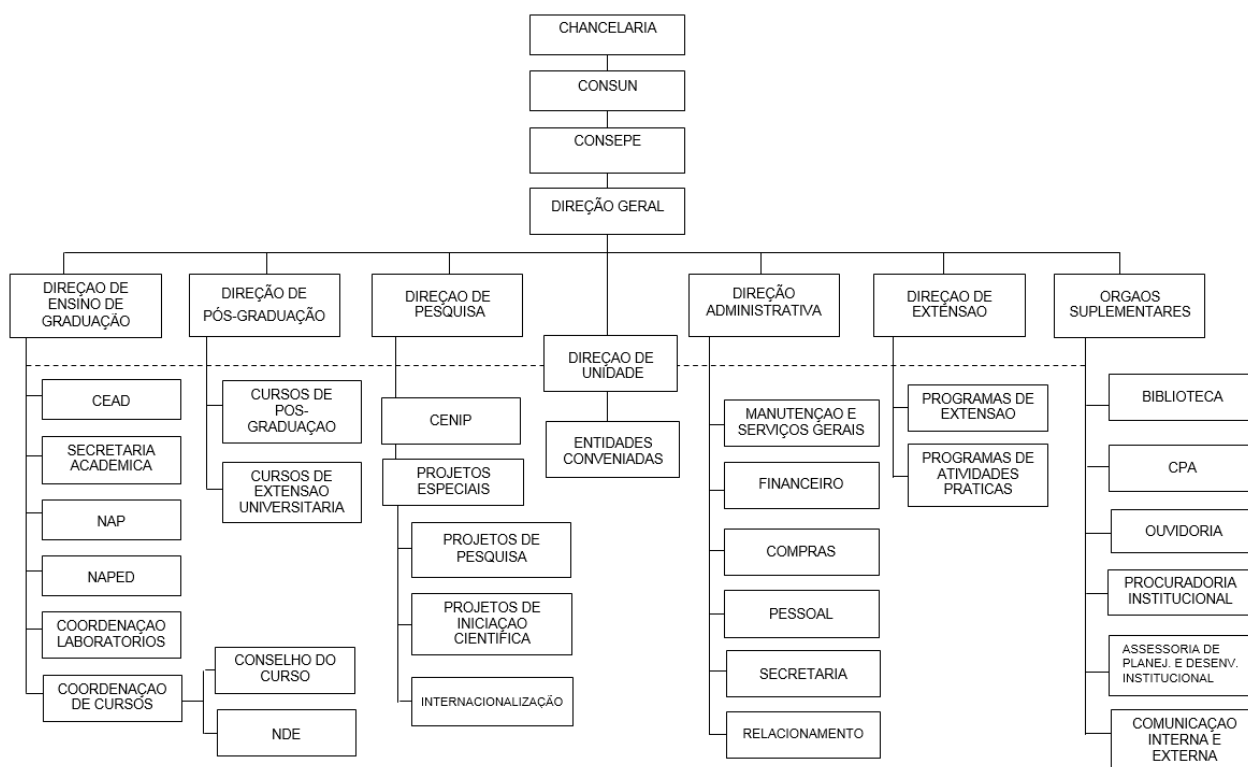 CHANCELARIA
CONSUN
CONSEPE
DIREÇÃO GERAL
DIREÇAO DE
ENSINO DE
GRADUAÇÃO
DIREÇÃO DE
PÓS-GRADUAÇÃO
DIREÇAO DE
PESQUISA
DIREÇÃO
ADMINISTRATIVA
DIREÇAO DE
EXTENSAO
ORGAOS
SUPLEMENTARES
DIREÇAO DE
UNIDADE
ENTIDADES
CONVENIADAS
CEAD
SECRETARIA
ACADEMICA
NAP
NAPED
COORDENAÇAO
LABORATORIOS
COORDENAÇAO
DE CURSOS
CONSELHO DO
CURSO
NDE
CURSOS DE
POS-
GRADUAÇAO
CURSOS DE
EXTENSAO
UNIVERSITARIA
CENIP
PROJETOS
ESPECIAIS
PROJETOS DE
PESQUISA
PROJETOS DE
INICIAÇAO
CIENTIFICA
INTERNACIONALIZAÇÃO
MANUTENÇAO E
SERVIÇOS GERAIS
FINANCEIRO
COMPRAS
PESSOAL
SECRETARIA
RELACIONAMENTO
PROGRAMAS DE
EXTENSAO
PROGRAMAS DE
ATIVIDADES
PRATICAS
BIBLIOTECA
CPA
OUVIDORIA
PROCURADORIA
INSTITUCIONAL
ASSESSORIA DE
PLANEJ. E DESENV.
INSTITUCIONAL
COMUNICAÇAO
INTERNA E
EXTERNA